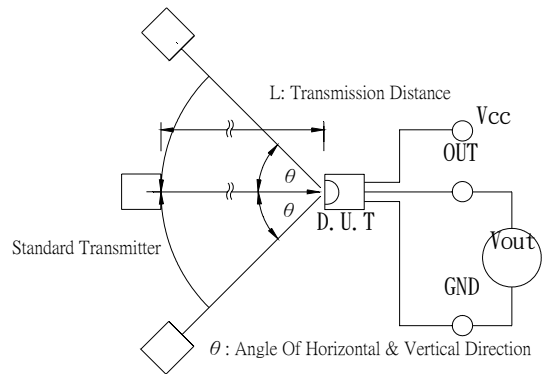 L: Transmission Distance
Vcc
OUT
θ
θ
D.U.T
Standard Transmitter
Vout
GND
θ : Angle Of Horizontal & Vertical Direction